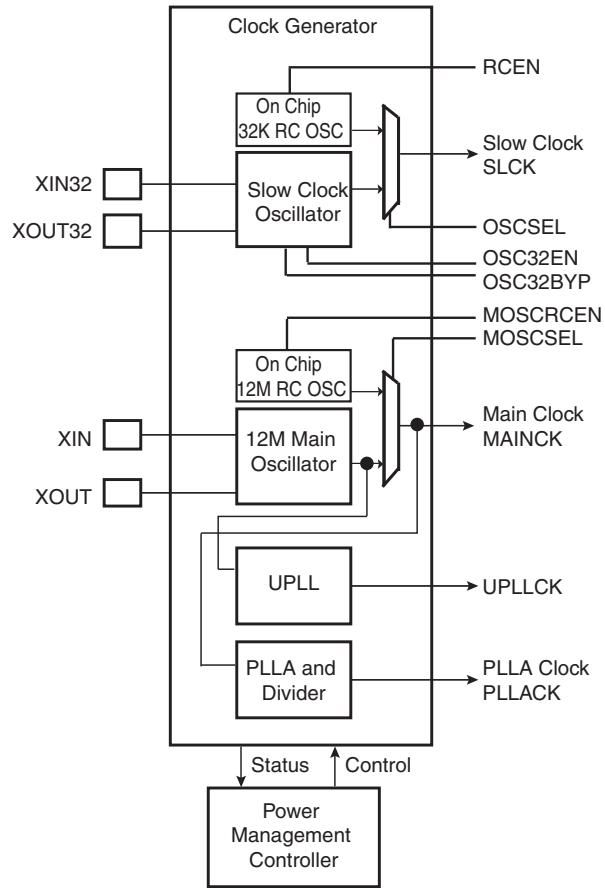 Clock Generator
RCEN
On Chip
32K RC OSC
Slow Clock
SLCK
XIN32
Slow Clock
Oscillator
XOUT32
OSCSEL
OSC32EN
OSC32BYP
MOSCRCEN
MOSCSEL
On Chip
12M RC OSC
Main Clock
MAINCK
XIN
12M Main
Oscillator
XOUT
UPLL
UPLLCK
PLLA and
Divider
PLLA Clock
PLLACK
Status
Control
Power
Management
Controller